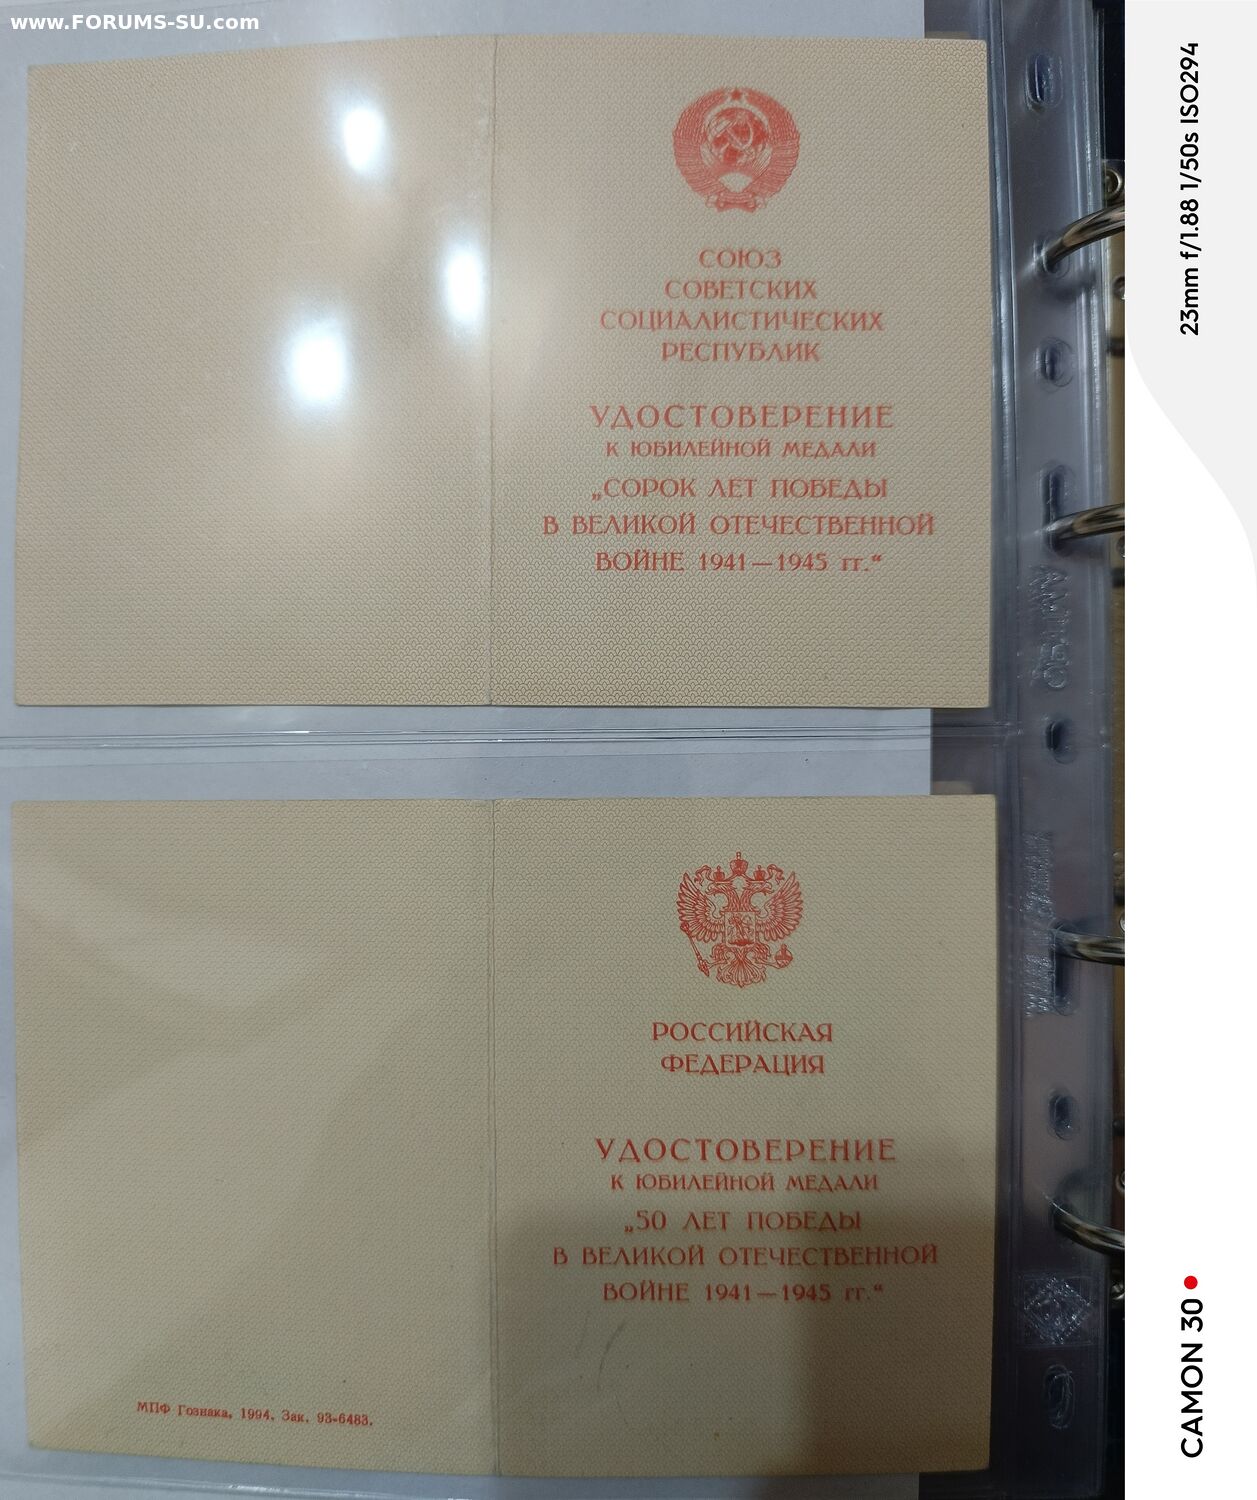 www.FORUMS-SU.com
СОЮЗ
СОВЕТСКИХ
СОЦИАЛИСТИЧЕСКИХ
РЕСПУБЛИК
УДОСТОВЕРЕНИЕ
К ЮБИЛЕЙНОЙ МЕДАЛИ
„СОРОК ЛЕТ ПОБЕДЫ
В ВЕЛИКОЙ ОТЕЧЕСТВЕННОЙ
ВОЙНЕ 1941—1945 гг.“
РОССИЙСКАЯ
ФЕДЕРАЦИЯ
УДОСТОВЕРЕНИЕ
К ЮБИЛЕЙНОЙ МЕДАЛИ
„50 ЛЕТ ПОБЕДЫ
В ВЕЛИКОЙ ОТЕЧЕСТВЕННОЙ
ВОЙНЕ 1941—1945 гг.“
МПФ Гознака. 1994. Зак. 93-6483.
23mm f/1.88 1/50s ISO294
CAMON 30